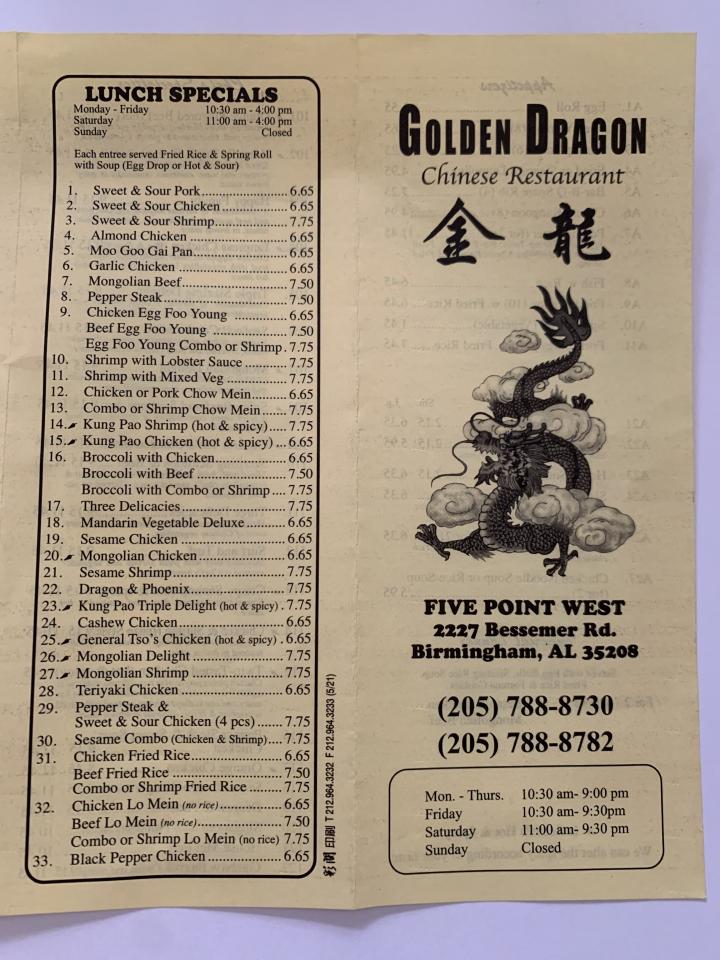 LUNCH SPECIALS
Monday - Friday 10:30 am - 4:00 pm
Saturday 11:00 am - 4:00 pm
Sunday Closed
Each entree served Fried Rice & Spring Roll
with Soup (Egg Drop or Hot & Sour)
1. Sweet & Sour Pork 6.65
2. Sweet & Sour Chicken 6.65
3. Sweet & Sour Shrimp 7.75
4. Almond Chicken 6.65
5. Moo Goo Gai Pan 6.65
6. Garlic Chicken 6.65
7. Mongolian Beef 7.50
8. Pepper Steak 7.50
9. Chicken Egg Foo Young 6.65
Beef Egg Foo Young 7.50
Egg Foo Young Combo or Shrimp 7.75
10. Shrimp with Lobster Sauce 7.75
11. Shrimp with Mixed Veg 7.75
12. Chicken or Pork Chow Mein 6.65
13. Combo or Shrimp Chow Mein 7.75
14. Kung Pao Shrimp (hot & spicy) 7.75
15. Kung Pao Chicken (hot & spicy) 6.65
16. Broccoli with Chicken 6.65
Broccoli with Beef 7.50
Broccoli with Combo or Shrimp 7.75
17. Three Delicacies 7.75
18. Mandarin Vegetable Deluxe 6.65
19. Sesame Chicken 6.65
20. Mongolian Chicken 6.65
21. Sesame Shrimp 7.75
22. Dragon & Phoenix 7.75
23. Kung Pao Triple Delight (hot & spicy) 7.75
24. Cashew Chicken 6.65
25. General Tso's Chicken (hot & spicy) 6.65
26. Mongolian Delight 7.75
27. Mongolian Shrimp 7.75
28. Teriyaki Chicken 6.65
29. Pepper Steak &
Sweet & Sour Chicken (4 pcs) 7.75
30. Sesame Combo (Chicken & Shrimp) 7.75
31. Chicken Fried Rice 6.65
Beef Fried Rice 7.50
Combo or Shrimp Fried Rice 7.75
32. Chicken Lo Mein (no rice) 6.65
Beef Lo Mein (no rice) 7.50
Combo or Shrimp Lo Mein (no rice) 7.75
33. Black Pepper Chicken 6.65
印刷 T 212.964.3232 F 212.964.3233 (5/21)
GOLDEN DRAGON
Chinese Restaurant
金龍
FIVE POINT WEST
2227 Bessemer Rd.
Birmingham, AL 35208
(205) 788-8730
(205) 788-8782
Mon. - Thurs. 10:30 am- 9:00 pm
Friday 10:30 am- 9:30pm
Saturday 11:00 am- 9:30 pm
Sunday Closed